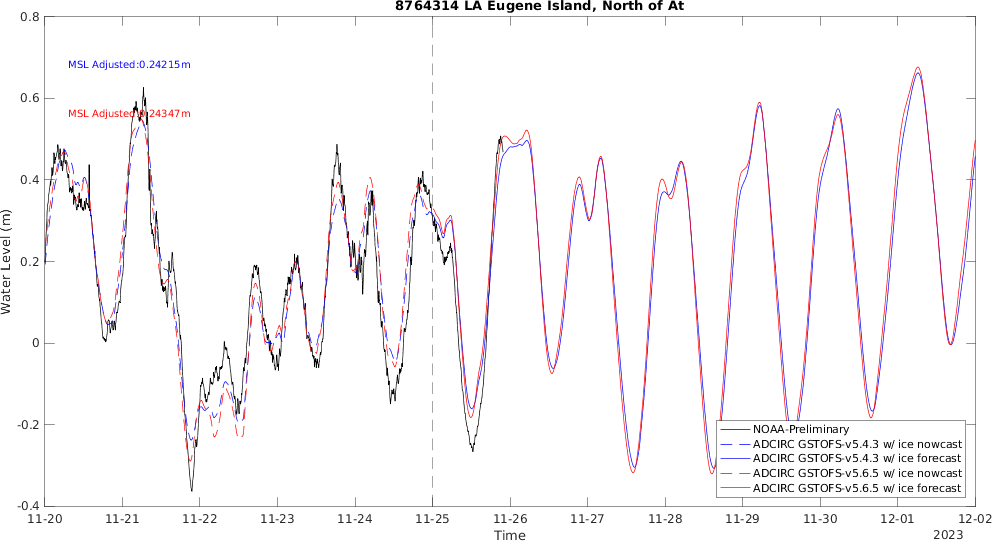 8764314 LA Eugene Island, North of At
0.8
0.6
0.4
0.2
0
-0.2
-0.4
Water Level (m)
MSL Adjusted:0.24215m
MSL Adjusted:0.24347m
NOAA-Preliminary
ADCIRC GSTOFS-v5.4.3 w/ ice nowcast
ADCIRC GSTOFS-v5.4.3 w/ ice forecast
ADCIRC GSTOFS-v5.6.5 w/ ice nowcast
ADCIRC GSTOFS-v5.6.5 w/ ice forecast
11-20 11-21 11-22 11-23 11-24 11-25 11-26 11-27 11-28 11-29 11-30 12-01 12-02
Time
2023